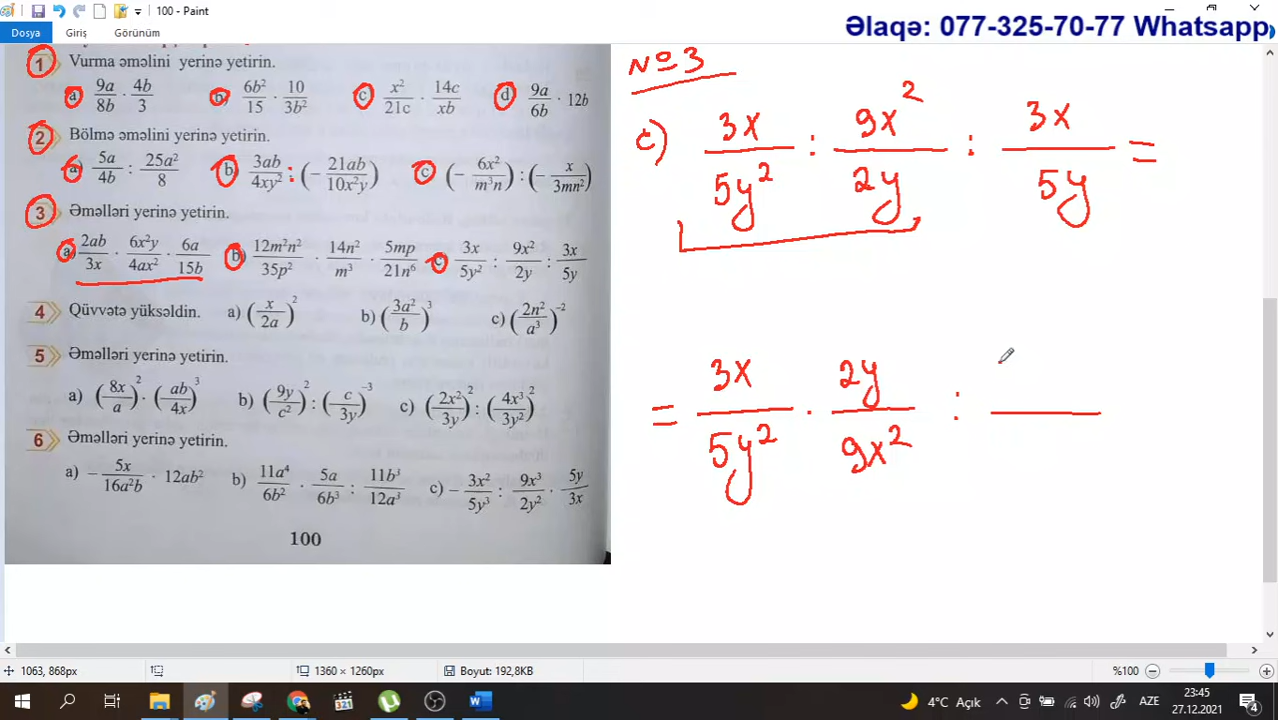 100 - Paint
Əlaqə: 077-325-70-77 Whatsapp
Dosya Giriş Görünüm
1 Vurma əməlini yerinə yetirin.
a) 9a/8b · 4b/3 b) 6b²/15 · 10/3b² c) x²/21c · 14c/xb d) 9a/6b · 12b
2 Bölmə əməlini yerinə yetirin.
a) 5a/4b : 25a²/8 b) 3ab/4xy² : (- 21ab/10x²y) c) (- 6x²/m³n) : (- x/3mn²)
3 Əməlləri yerinə yetirin.
a) 2ab/3x · 6x²y/4ax² · 6a/15b b) 12m²n²/35p² · 14n²/m³ · 5mp/21n⁶ c) 3x/5y² : 9x²/2y : 3x/5y
4 Qüvvətə yüksəldin. a) (x/2a)² b) (3a²/b)³ c) (2n²/a³)⁻²
5 Əməlləri yerinə yetirin.
a) (8x/a)² · (ab/4x)³ b) (9y/c²)² : (c/3y)⁻³ c) (2x²/3y)² : (4x³/3y²)²
6 Əməlləri yerinə yetirin.
a) - 5x/16a²b · 12ab² b) 11a⁴/6b² · 5a/6b³ : 11b³/12a³ c) - 3x²/5y³ : 9x³/2y² · 5y/3x
100
№3
c) 3x/5y² : 9x²/2y : 3x/5y =
= 3x/5y² · 2y/9x² :
1063, 868px 1360 × 1260px Boyut: 192,8KB %100
4°C Açık AZE 23:45
27.12.2021 4